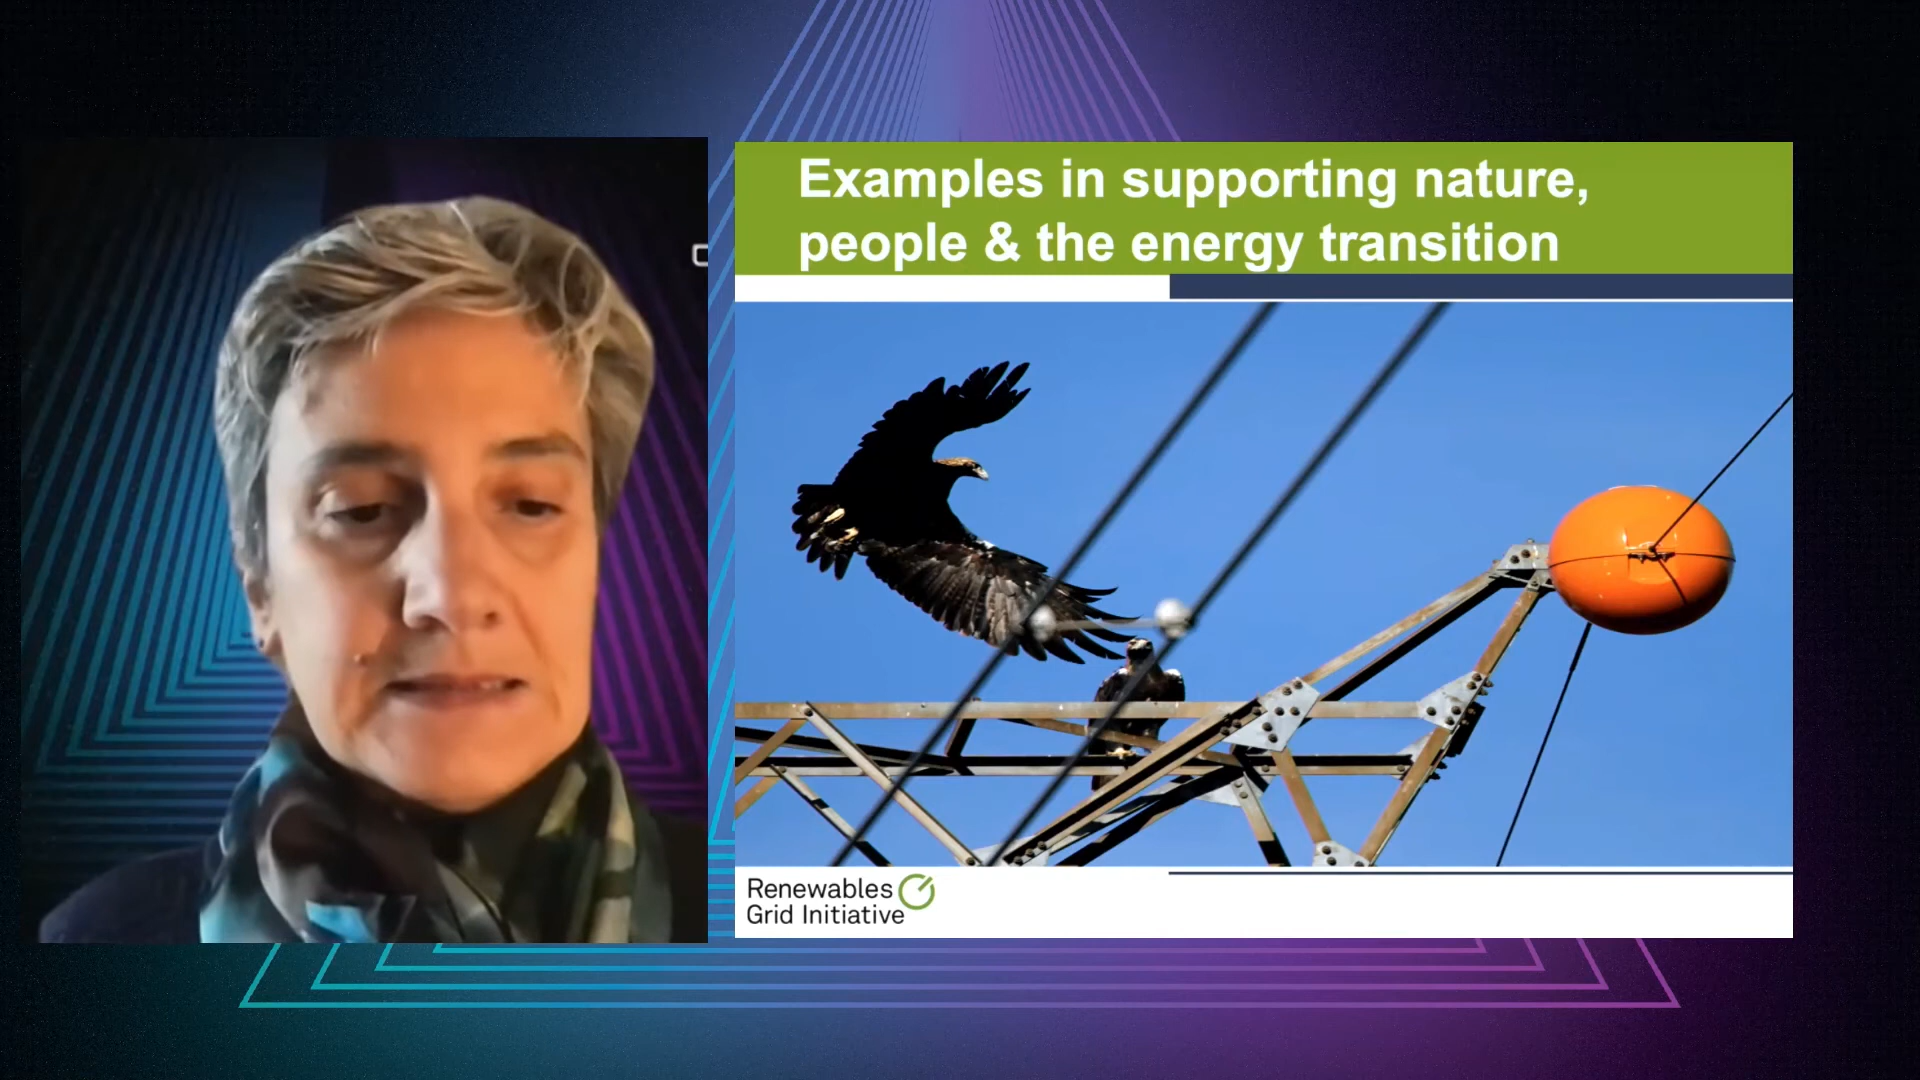 Examples in supporting nature,
people & the energy transition
Renewables
Grid Initiative